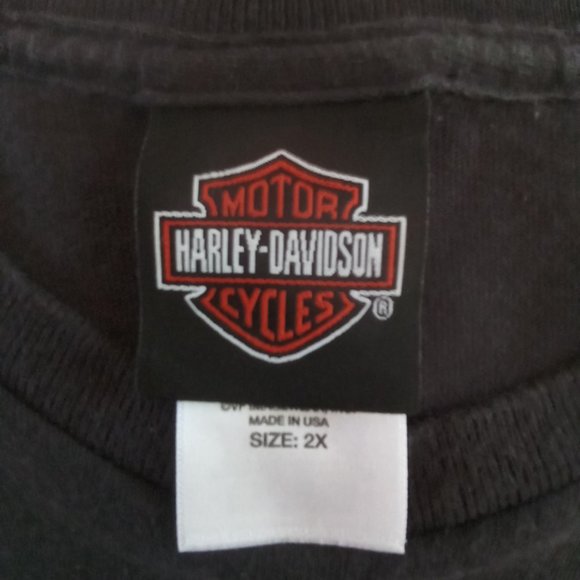 MOTOR
HARLEY-DAVIDSON
CYCLES
®
MADE IN USA
SIZE: 2X